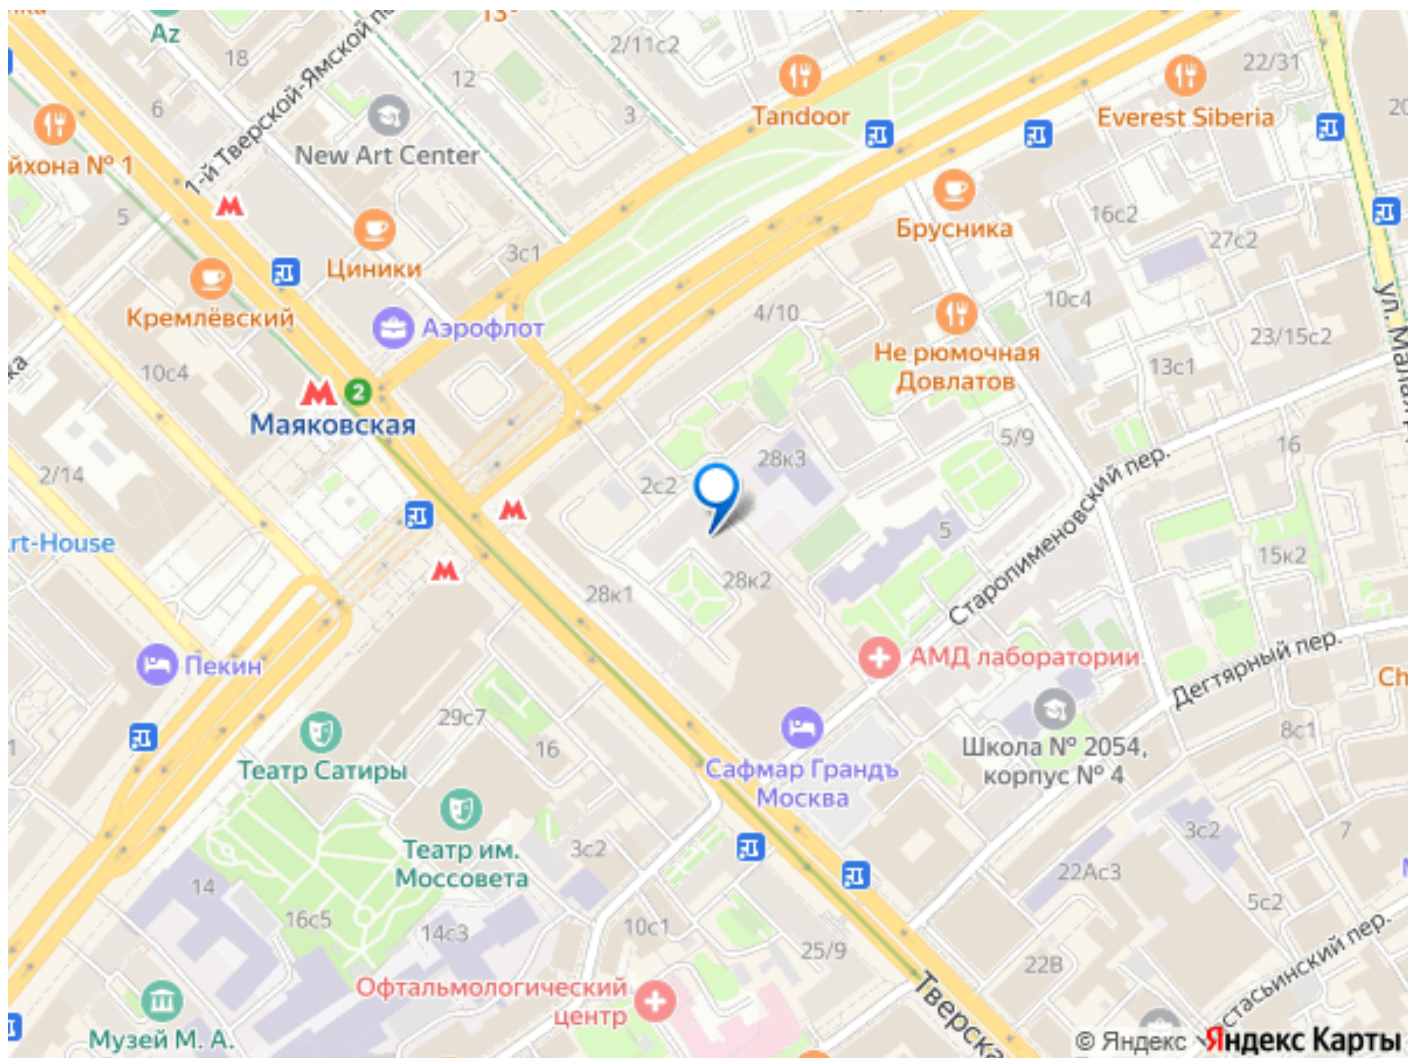 Az
13
18
2/11с2
22/31
12
Tandoor
Everest Siberia
6
3
1-й Тверской-Ямской
йхона № 1
New Art Center
5
16с2
Брусника
27с2
Циники
3с1
10с4
4/10
Кремлёвский
Аэрофлот
23/15с2
ул. Малая
Не рюмочная
Довлатов
13с1
10с4
2
Маяковская
5/9
16
2/14
28к3
2с2
Старопименовский пер.
rt-House
5
15к2
28к1
28к2
Пекин
АМД лаборатории
Дегтярный пер.
Ch
29с7
16
Театр Сатиры
Сафмар Грандъ
Москва
Школа № 2054,
корпус № 4
8с1
Театр им.
Моссовета
3с2
3с2
7
14
22Ас3
16с5
14с3
10с1
5с2
25/9
22В
Офтальмологический
центр
Тверска
стасьинский пер.
Музей М. А.
© Яндекс Яндекс Карты